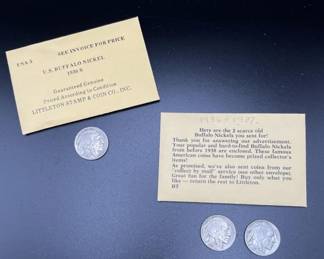 USA 3 SEE INVOICE FOR PRICE
U.S. BUFFALO NICKEL
1936 S
Guaranteed Genuine
Priced According to Condition
LITTLETON STAMP & COIN CO., INC.
1936 + 1937.
Here are the 2 scarce old
Buffalo Nickels you sent for!
Thank you for answering our advertisement.
Your popular and hard-to-find Buffalo Nickels
from before 1938 are enclosed. These famous
American coins have become prized collector's
items!
As promised, we've also sent coins from our
"collect by mail" service (see other envelope).
Great fun for the family! Buy only what you
like — return the rest to Littleton.